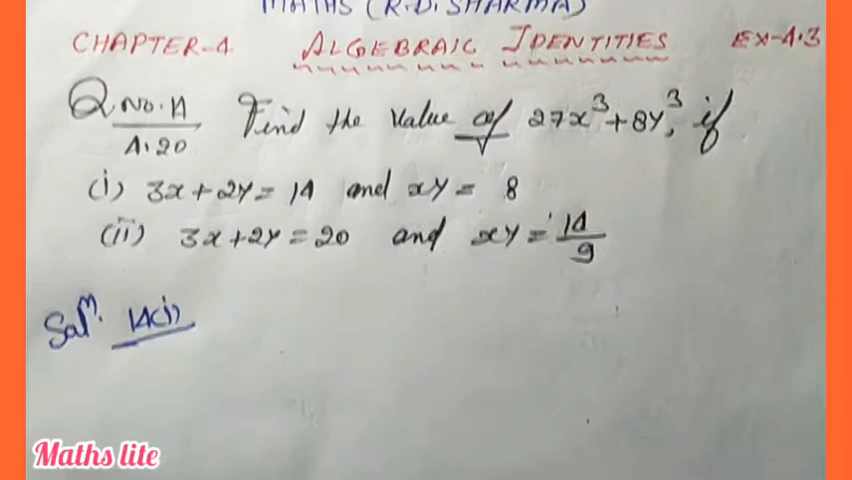 MATHS (R.D. SHARMA)
CHAPTER-4 ALGEBRAIC IDENTITIES EX-4.3
Q No. 14 Find the value of 27x³+8y³, if
4.20
(i) 3x+2y= 14 and xy= 8
(ii) 3x+2y=20 and xy= 14/9
Solⁿ. 14(i)
Maths lite